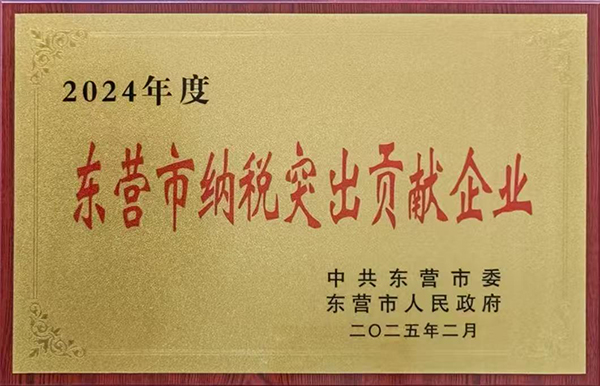 2024年度
东营市纳税突出贡献企业
中共东营市委
东营市人民政府
二〇二五年二月